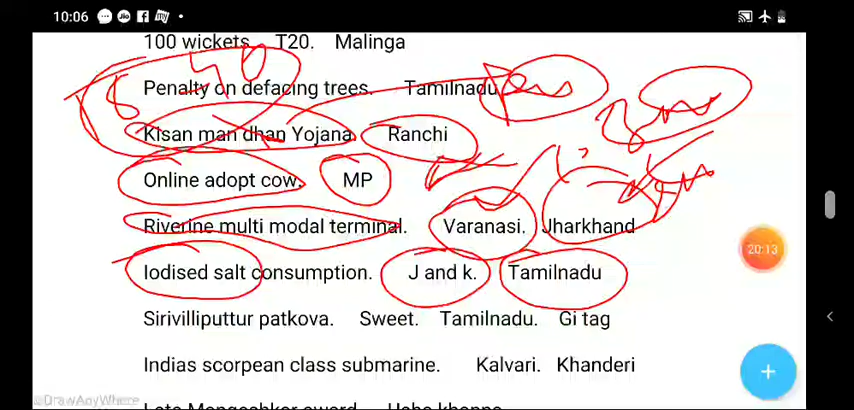 10:06
100 wickets T20. Malinga
Penalty on defacing trees. Tamilnadu
Kisan man dhan Yojana Ranchi
Online adopt cow. MP
Riverine multi modal terminal. Varanasi. Jharkhand
20:13
Iodised salt consumption. J and k. Tamilnadu
Sirivilliputtur patkova. Sweet. Tamilnadu. Gi tag
Indias scorpean class submarine. Kalvari. Khanderi
@DrawAnyWhere